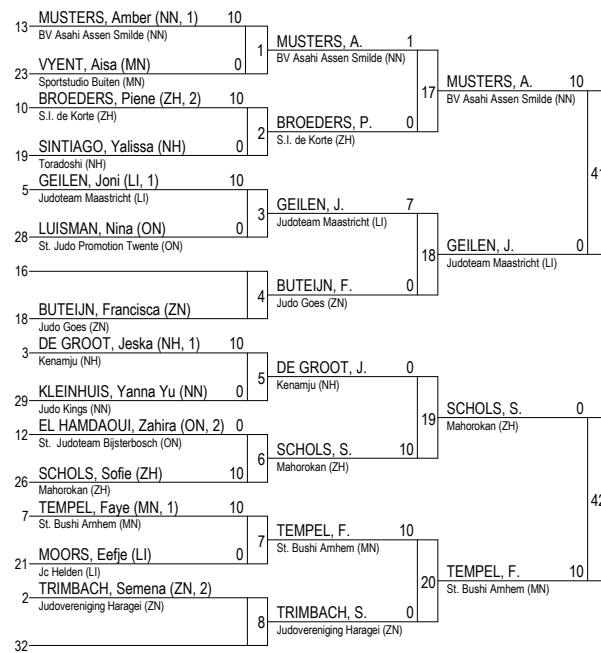 13 MUSTERS, Amber (NN, 1) 10
BV Asahi Assen Smilde (NN)
1
MUSTERS, A. 1
BV Asahi Assen Smilde (NN)
23 VYENT, Aisa (MN) 0
Sportstudio Buiten (MN)
17
MUSTERS, A. 10
BV Asahi Assen Smilde (NN)
10 BROEDERS, Piene (ZH, 2) 10
S.I. de Korte (ZH)
2
BROEDERS, P. 0
S.I. de Korte (ZH)
19 SINTIAGO, Yalissa (NH) 0
Toradoshi (NH)
41
5 GEILEN, Joni (LI, 1) 10
Judoteam Maastricht (LI)
3
GEILEN, J. 7
Judoteam Maastricht (LI)
28 LUISMAN, Nina (ON) 0
St. Judo Promotion Twente (ON)
18
GEILEN, J. 0
Judoteam Maastricht (LI)
16
4
BUTEIJN, F. 0
Judo Goes (ZN)
18 BUTEIJN, Francisca (ZN)
Judo Goes (ZN)
3 DE GROOT, Jeska (NH, 1) 10
Kenamju (NH)
5
DE GROOT, J. 0
Kenamju (NH)
29 KLEINHUIS, Yanna Yu (NN) 0
Judo Kings (NN)
19
SCHOLS, S. 0
Mahorokan (ZH)
12 EL HAMDAOUI, Zahira (ON, 2) 0
St. Judoteam Bijsterbosch (ON)
6
SCHOLS, S. 10
Mahorokan (ZH)
26 SCHOLS, Sofie (ZH) 10
Mahorokan (ZH)
42
7 TEMPEL, Faye (MN, 1) 10
St. Bushi Arnhem (MN)
7
TEMPEL, F. 10
St. Bushi Arnhem (MN)
21 MOORS, Eefje (LI) 0
Jc Helden (LI)
20
TEMPEL, F. 10
St. Bushi Arnhem (MN)
2 TRIMBACH, Semena (ZN, 2)
Judovereniging Haragei (ZN)
8
TRIMBACH, S. 0
Judovereniging Haragei (ZN)
32